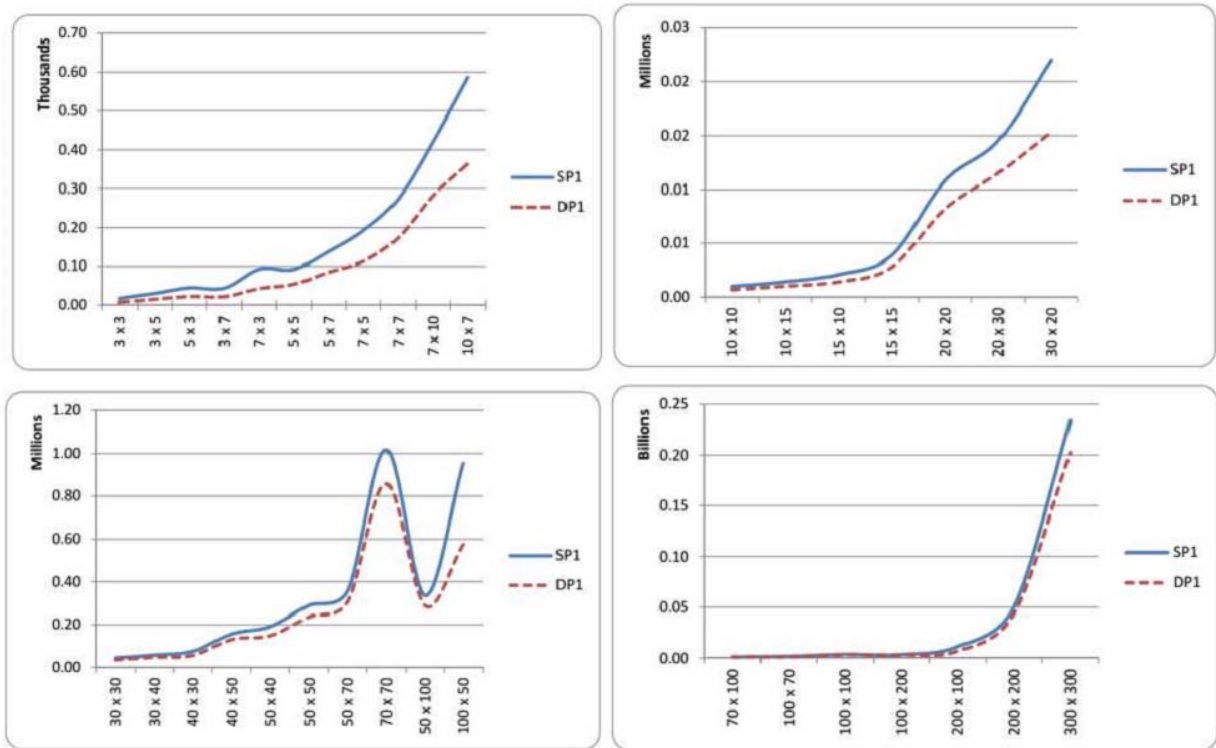 Thousands
0.70
0.60
0.50
0.40
0.30
0.20
0.10
0.00
3 x 3
3 x 5
5 x 3
3 x 7
7 x 3
5 x 5
5 x 7
7 x 5
7 x 7
7 x 10
10 x 7
SP1
DP1
Millions
0.03
0.02
0.02
0.01
0.01
0.00
10 x 10
10 x 15
15 x 10
15 x 15
20 x 20
20 x 30
30 x 20
SP1
DP1
Millions
1.20
1.00
0.80
0.60
0.40
0.20
0.00
30 x 30
30 x 40
40 x 30
40 x 50
50 x 40
50 x 50
50 x 70
70 x 70
50 x 100
100 x 50
SP1
DP1
Billions
0.25
0.20
0.15
0.10
0.05
0.00
70 x 100
100 x 70
100 x 100
100 x 200
200 x 100
200 x 200
300 x 300
SP1
DP1